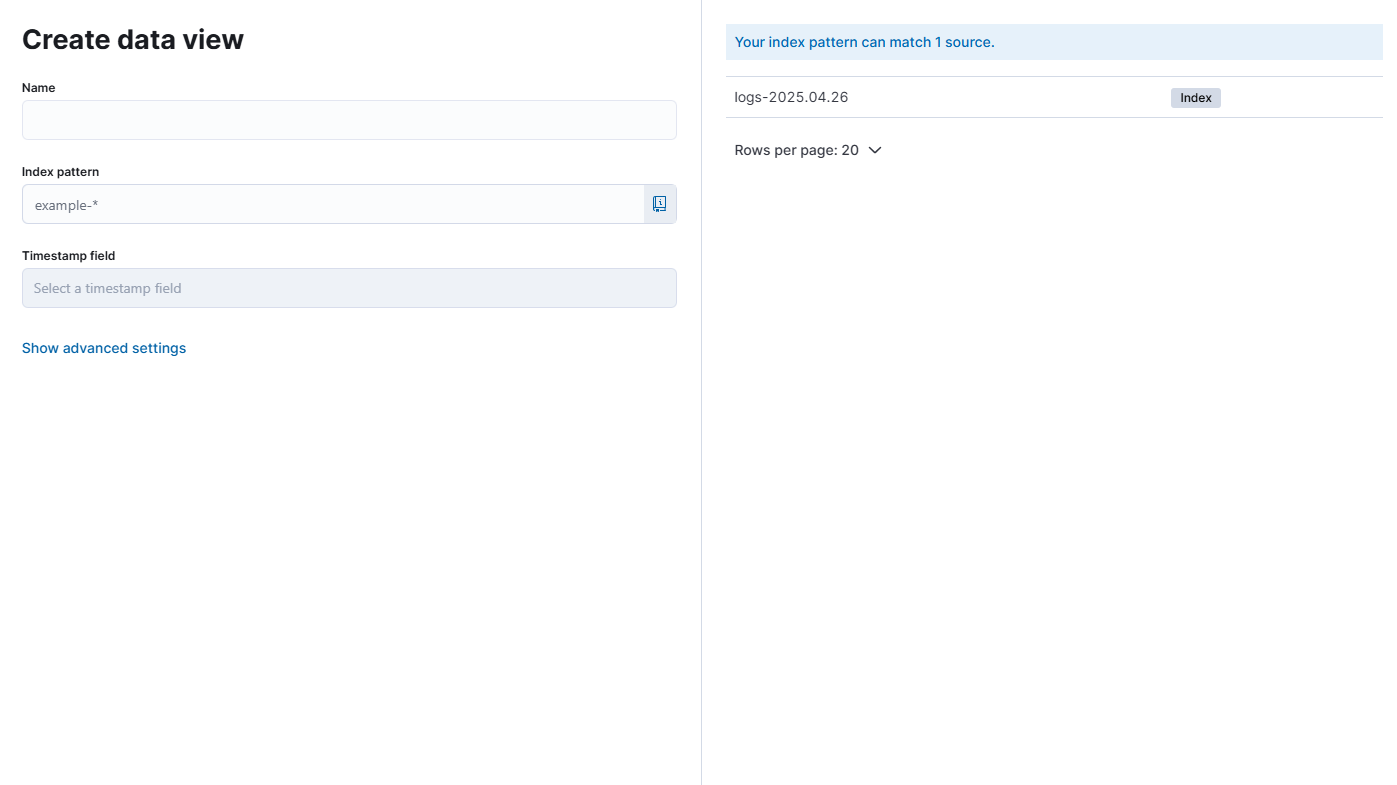 Create data view
Name
Index pattern
example-*
Timestamp field
Select a timestamp field
Show advanced settings
Your index pattern can match 1 source.
logs-2025.04.26 Index
Rows per page: 20